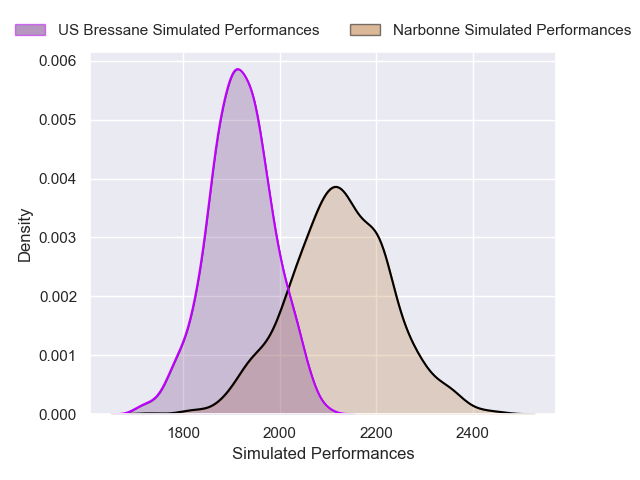 US Bressane Simulated Performances Narbonne Simulated Performances
0.006
0.005
0.004
0.003
0.002
0.001
0.000
Density
1800 2000 2200 2400
Simulated Performances